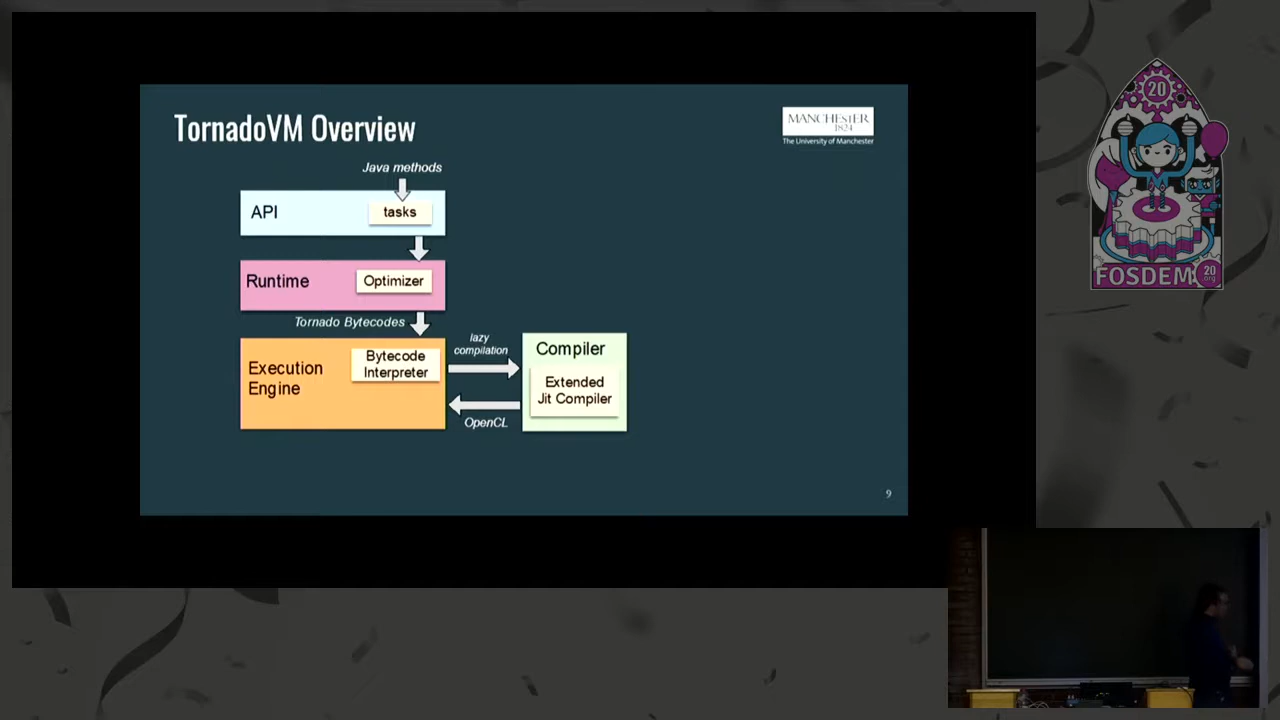 TornadoVM Overview
MANCHESTER
1824
The University of Manchester
Java methods
API
tasks
Runtime
Optimizer
Tornado Bytecodes
Execution
Engine
Bytecode
Interpreter
lazy
compilation
OpenCL
Compiler
Extended
Jit Compiler
9
20
FOSDEM
20
.org